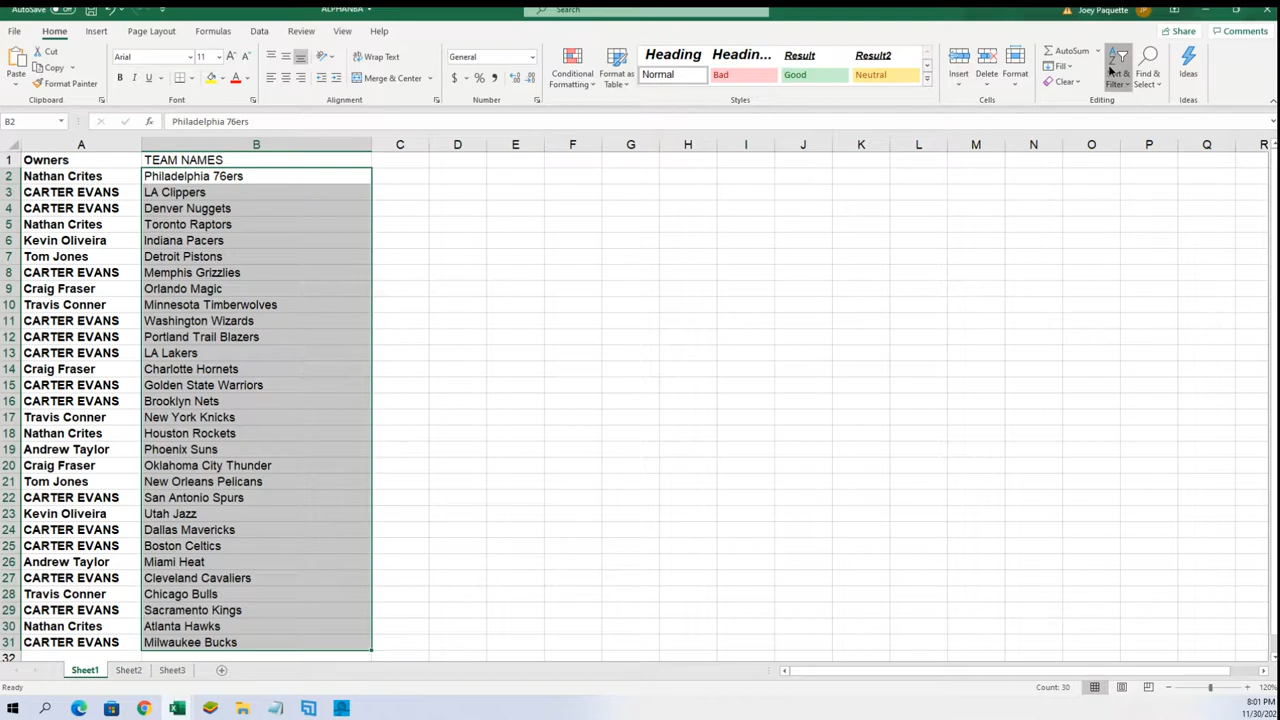 AutoSave Off ALPHANBA Search Joey Paquette JP
File Home Insert Page Layout Formulas Data Review View Help Share Comments
Cut Arial 11 Wrap Text General Heading Headin... Result Result2 AutoSum
Paste Copy Fill
Format Painter B I U Merge & Center $ % Conditional Formatting Format as Table Normal Bad Good Neutral Insert Delete Format Clear Filter Find & Select Ideas
Clipboard Font Alignment Number Styles Cells Editing Ideas
B2 fx Philadelphia 76ers
A B C D E F G H I J K L M N O P Q R
1 Owners TEAM NAMES
2 Nathan Crites Philadelphia 76ers
3 CARTER EVANS LA Clippers
4 CARTER EVANS Denver Nuggets
5 Nathan Crites Toronto Raptors
6 Kevin Oliveira Indiana Pacers
7 Tom Jones Detroit Pistons
8 CARTER EVANS Memphis Grizzlies
9 Craig Fraser Orlando Magic
10 Travis Conner Minnesota Timberwolves
11 CARTER EVANS Washington Wizards
12 CARTER EVANS Portland Trail Blazers
13 CARTER EVANS LA Lakers
14 Craig Fraser Charlotte Hornets
15 CARTER EVANS Golden State Warriors
16 CARTER EVANS Brooklyn Nets
17 Travis Conner New York Knicks
18 Nathan Crites Houston Rockets
19 Andrew Taylor Phoenix Suns
20 Craig Fraser Oklahoma City Thunder
21 Tom Jones New Orleans Pelicans
22 CARTER EVANS San Antonio Spurs
23 Kevin Oliveira Utah Jazz
24 CARTER EVANS Dallas Mavericks
25 CARTER EVANS Boston Celtics
26 Andrew Taylor Miami Heat
27 CARTER EVANS Cleveland Cavaliers
28 Travis Conner Chicago Bulls
29 CARTER EVANS Sacramento Kings
30 Nathan Crites Atlanta Hawks
31 CARTER EVANS Milwaukee Bucks
32
Sheet1 Sheet2 Sheet3
Ready Count: 30 120%
8:01 PM
11/30/202